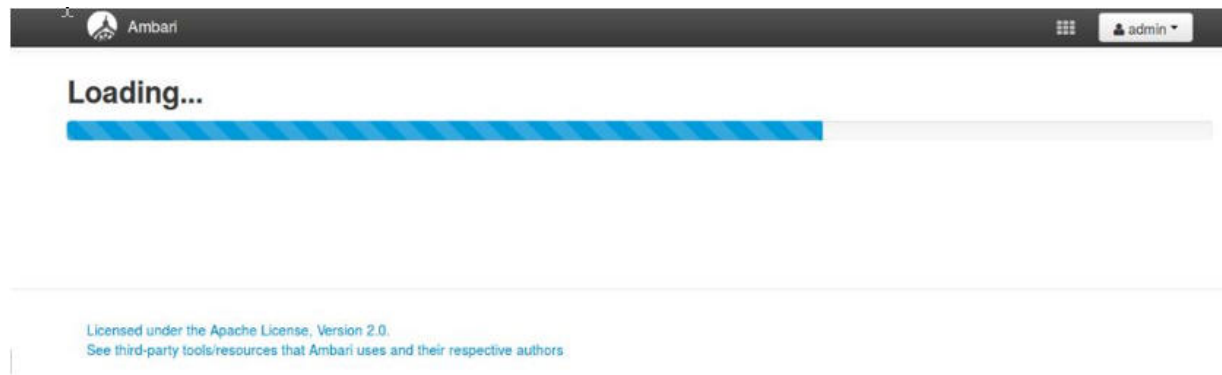 Ambari
admin
Loading...
Licensed under the Apache License, Version 2.0.
See third-party tools/resources that Ambari uses and their respective authors